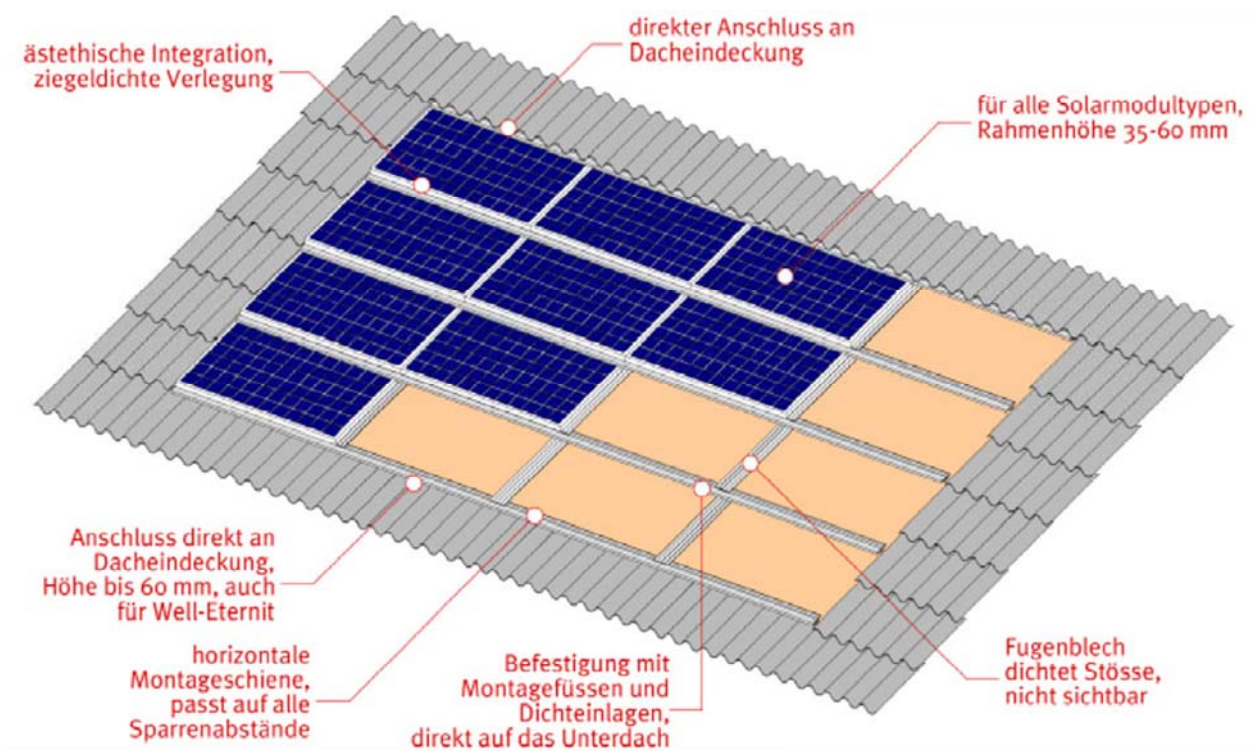 ästethische Integration,
ziegeldichte Verlegung
direkter Anschluss an
Dacheindeckung
für alle Solarmodultypen,
Rahmenhöhe 35-60 mm
Anschluss direkt an
Dacheindeckung,
Höhe bis 60 mm, auch
für Well-Eternit
horizontale
Montageschiene,
passt auf alle
Sparrenabstände
Befestigung mit
Montagefüssen und
Dichteinlagen,
direkt auf das Unterdach
Fugenblech
dichtet Stösse,
nicht sichtbar